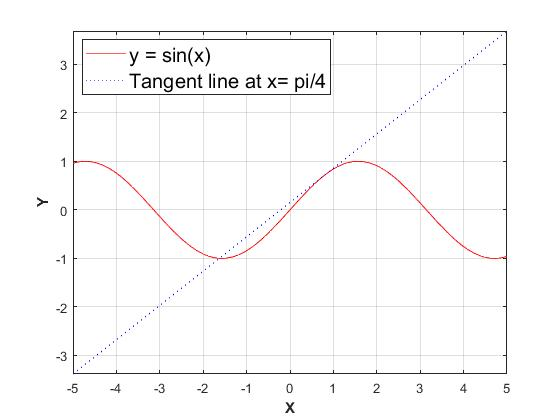 y = sin(x)
Tangent line at x= pi/4
3
2
1
0
-1
-2
-3
Y
-5 -4 -3 -2 -1 0 1 2 3 4 5
X